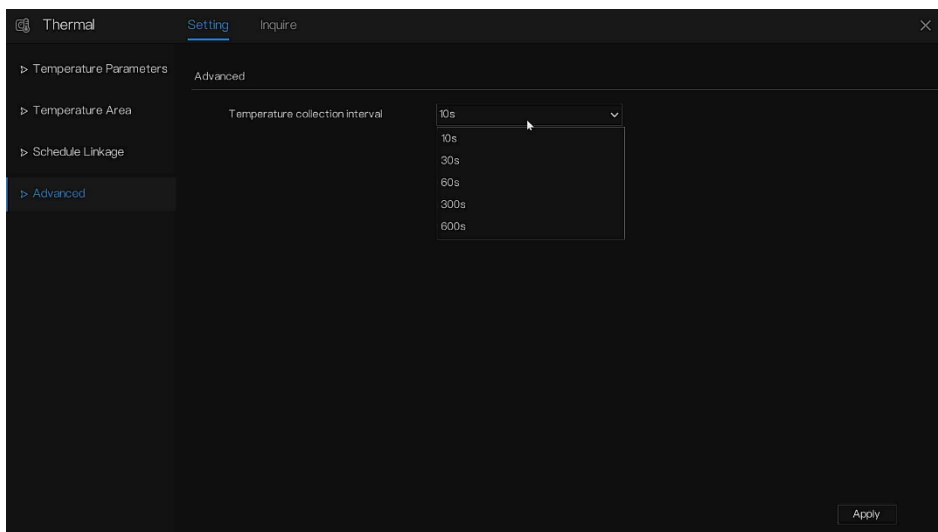 Thermal
Setting Inquire
Temperature Parameters
Temperature Area
Schedule Linkage
Advanced
Advanced
Temperature collection interval 10s
10s
30s
60s
300s
600s
Apply